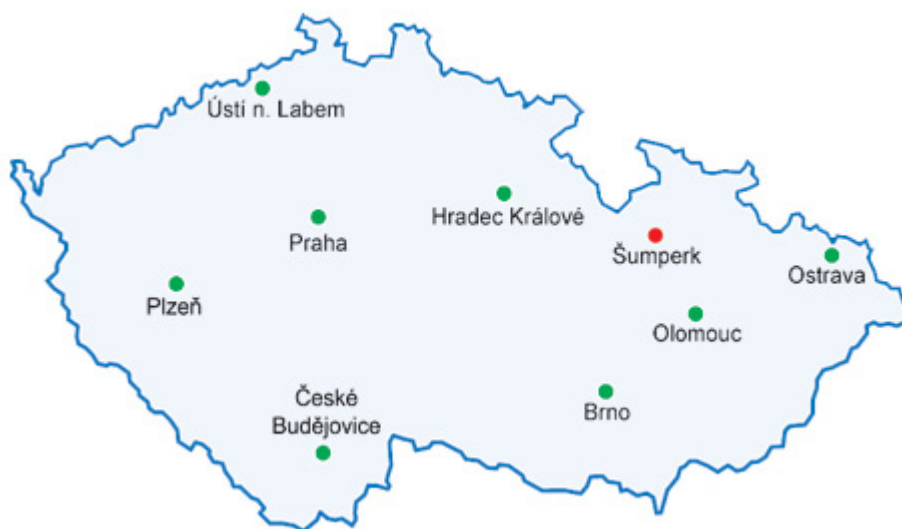 Ústí n. Labem
Hradec Králové
Praha
Šumperk
Ostrava
Plzeň
Olomouc
České
Budějovice
Brno